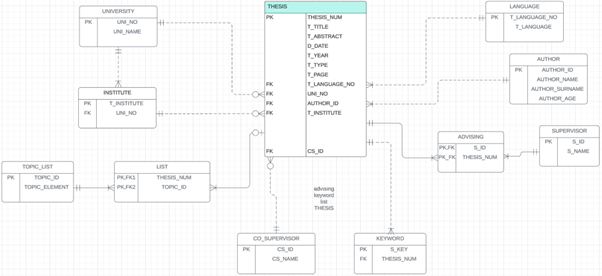 UNIVERSITY
PK UNI_NO
UNI_NAME
INSTITUTE
PK T_INSTITUTE
FK UNI_NO
TOPIC_LIST
PK TOPIC_ID
TOPIC_ELEMENT
LIST
PK,FK1 THESIS_NUM
PK,FK2 TOPIC_ID
THESIS
PK THESIS_NUM
T_TITLE
T_ABSTRACT
D_DATE
T_YEAR
T_TYPE
T_PAGE
FK T_LANGUAGE_NO
FK UNI_NO
FK AUTHOR_ID
FK T_INSTITUTE
FK CS_ID
advising
keyword
list
THESIS
CO_SUPERVISOR
PK CS_ID
CS_NAME
KEYWORD
PK S_KEY
FK THESIS_NUM
LANGUAGE
PK T_LANGUAGE_NO
T_LANGUAGE
AUTHOR
PK AUTHOR_ID
AUTHOR_NAME
AUTHOR_SURNAME
AUTHOR_AGE
ADVISING
PK,FK S_ID
PK,FK THESIS_NUM
SUPERVISOR
PK S_ID
S_NAME